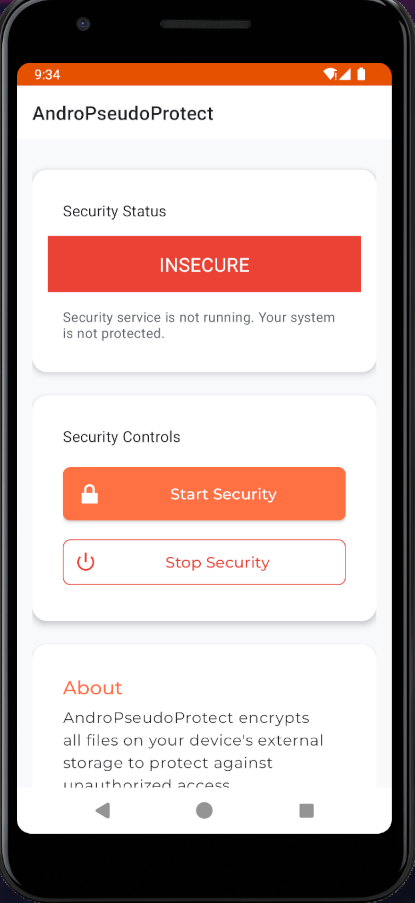 9:34
AndroPseudoProtect
Security Status
INSECURE
Security service is not running. Your system
is not protected.
Security Controls
Start Security
Stop Security
About
AndroPseudoProtect encrypts
all files on your device's external
storage to protect against
unauthorized access